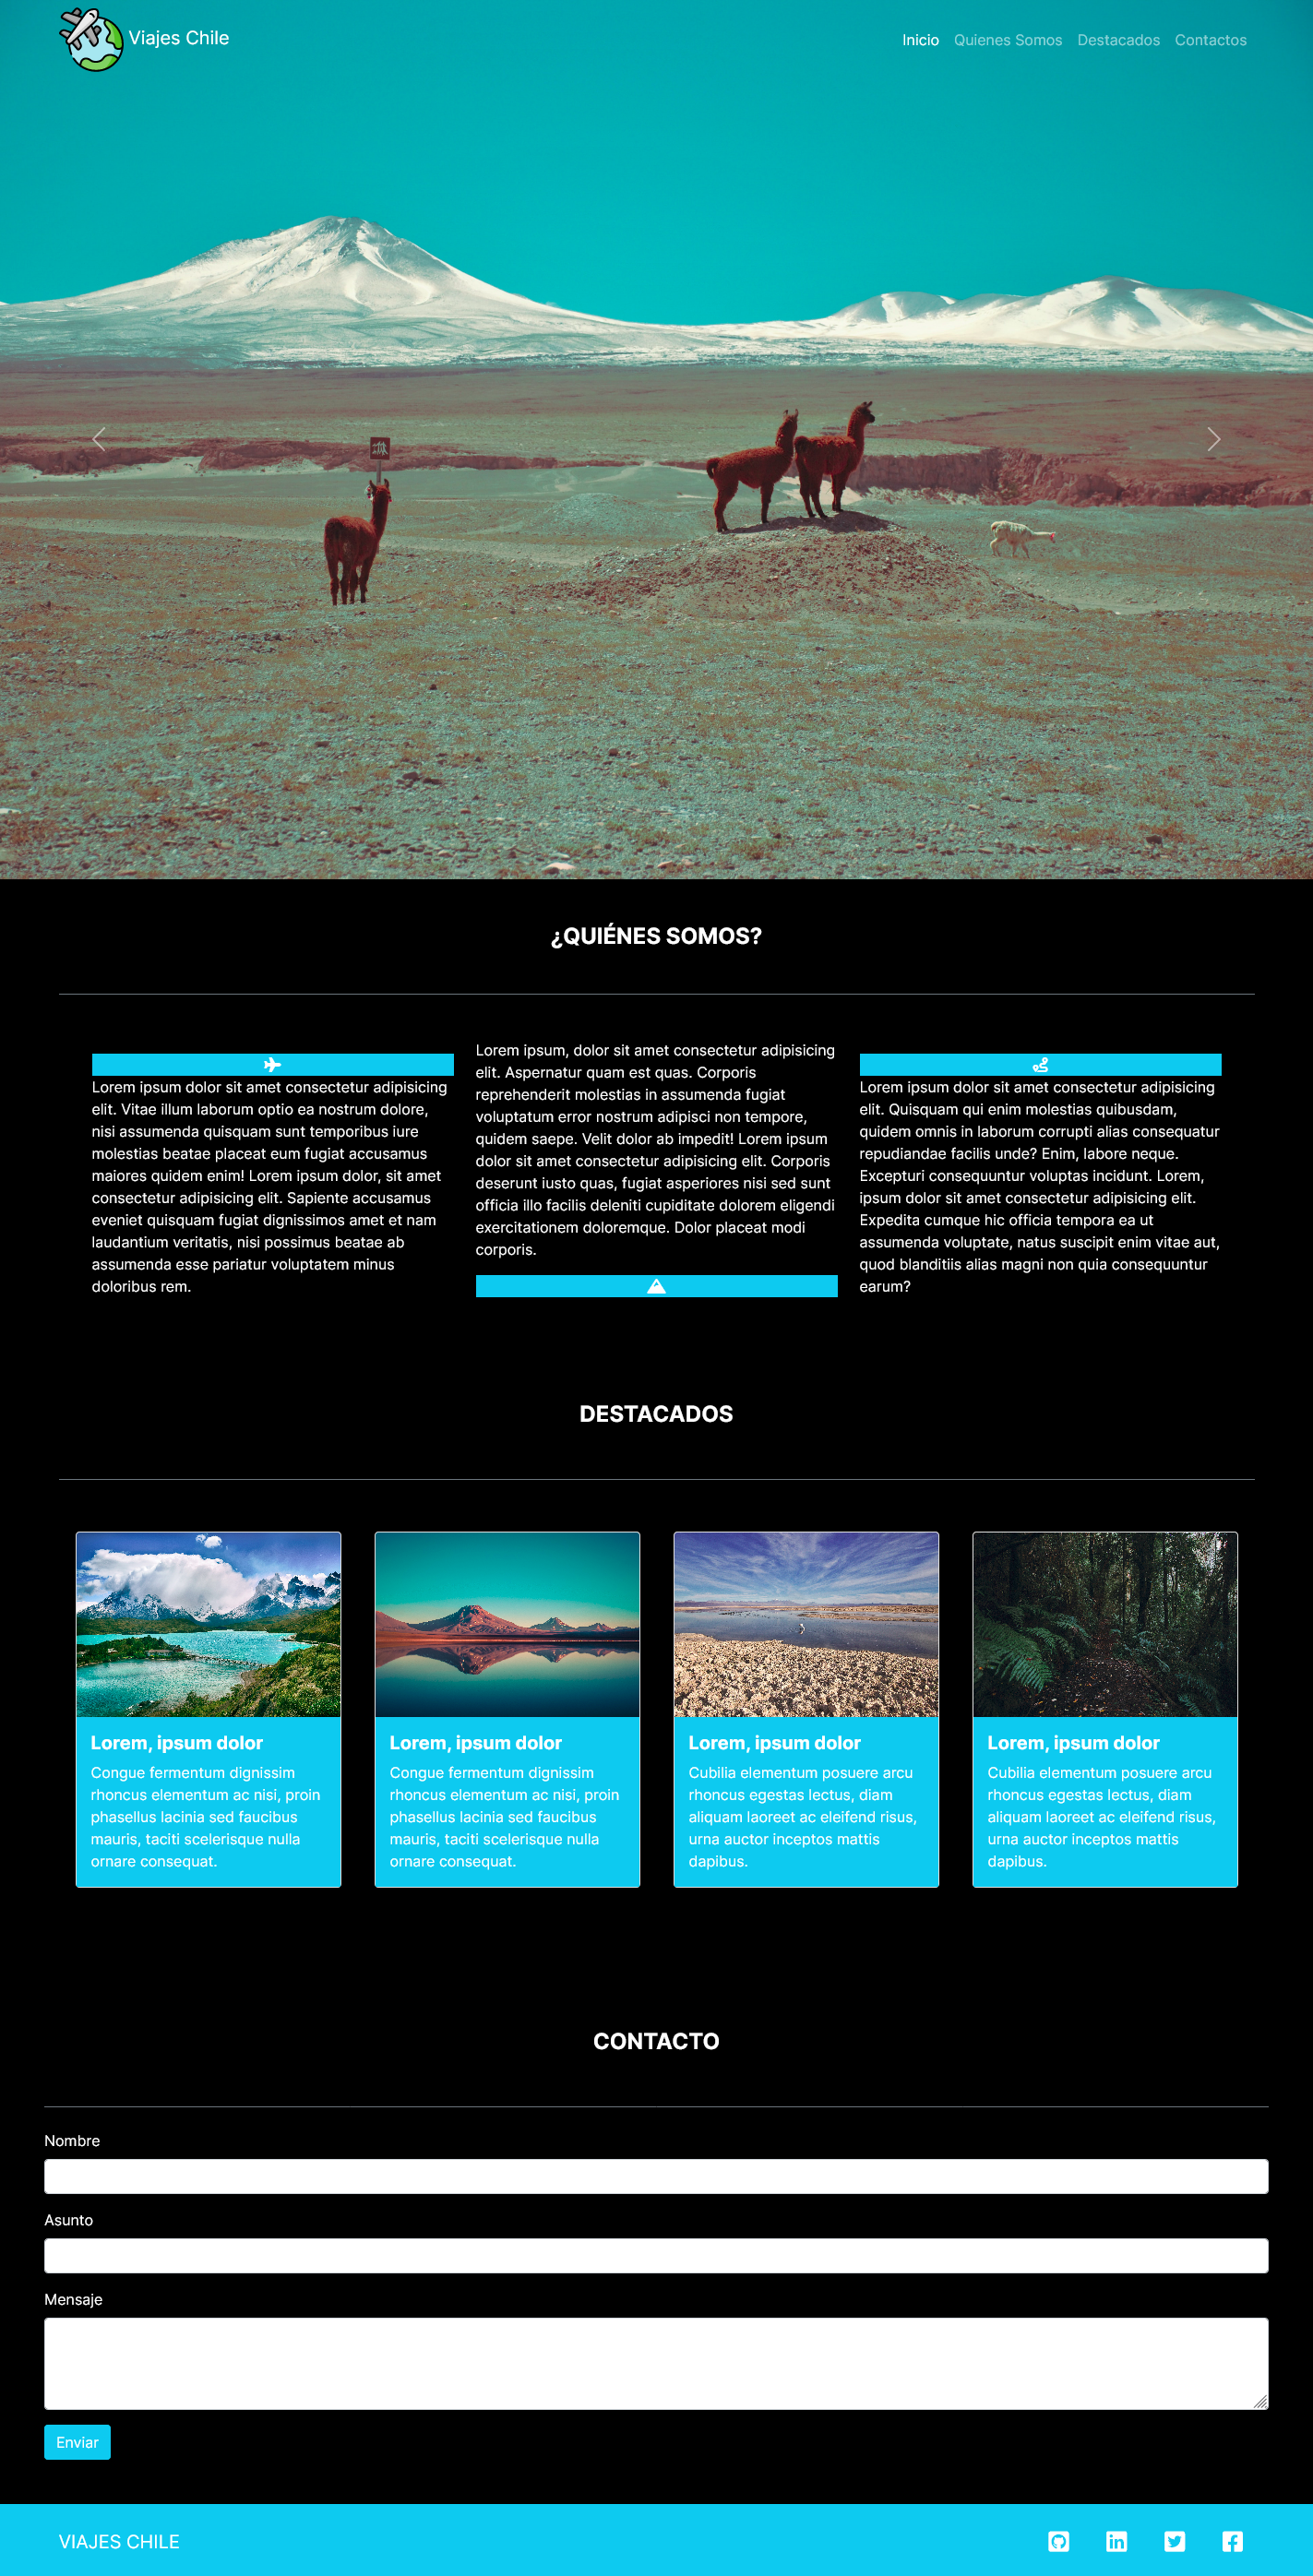 Viajes Chile
Inicio Quienes Somos Destacados Contactos
¿QUIÉNES SOMOS?
Lorem ipsum dolor sit amet consectetur adipisicing
elit. Vitae illum laborum optio ea nostrum dolore,
nisi assumenda quisquam sunt temporibus iure
molestias beatae placeat eum fugiat accusamus
maiores quidem enim! Lorem ipsum dolor, sit amet
consectetur adipisicing elit. Sapiente accusamus
eveniet quisquam fugiat dignissimos amet et nam
laudantium veritatis, nisi possimus beatae ab
assumenda esse pariatur voluptatem minus
doloribus rem.
Lorem ipsum, dolor sit amet consectetur adipisicing
elit. Aspernatur quam est quas. Corporis
reprehenderit molestias in assumenda fugiat
voluptatum error nostrum adipisci non tempore,
quidem saepe. Velit dolor ab impedit! Lorem ipsum
dolor sit amet consectetur adipisicing elit. Corporis
deserunt iusto quas, fugiat asperiores nisi sed sunt
officia illo facilis deleniti cupiditate dolorem eligendi
exercitationem doloremque. Dolor placeat modi
corporis.
Lorem ipsum dolor sit amet consectetur adipisicing
elit. Quisquam qui enim molestias quibusdam,
quidem omnis in laborum corrupti alias consequatur
repudiandae facilis unde? Enim, labore neque.
Excepturi consequuntur voluptas incidunt. Lorem,
ipsum dolor sit amet consectetur adipisicing elit.
Expedita cumque hic officia tempora ea ut
assumenda voluptate, natus suscipit enim vitae aut,
quod blanditiis alias magni non quia consequuntur
earum?
DESTACADOS
Lorem, ipsum dolor
Congue fermentum dignissim
rhoncus elementum ac nisi, proin
phasellus lacinia sed faucibus
mauris, taciti scelerisque nulla
ornare consequat.
Lorem, ipsum dolor
Congue fermentum dignissim
rhoncus elementum ac nisi, proin
phasellus lacinia sed faucibus
mauris, taciti scelerisque nulla
ornare consequat.
Lorem, ipsum dolor
Cubilia elementum posuere arcu
rhoncus egestas lectus, diam
aliquam laoreet ac eleifend risus,
urna auctor inceptos mattis
dapibus.
Lorem, ipsum dolor
Cubilia elementum posuere arcu
rhoncus egestas lectus, diam
aliquam laoreet ac eleifend risus,
urna auctor inceptos mattis
dapibus.
CONTACTO
Nombre
Asunto
Mensaje
Enviar
VIAJES CHILE